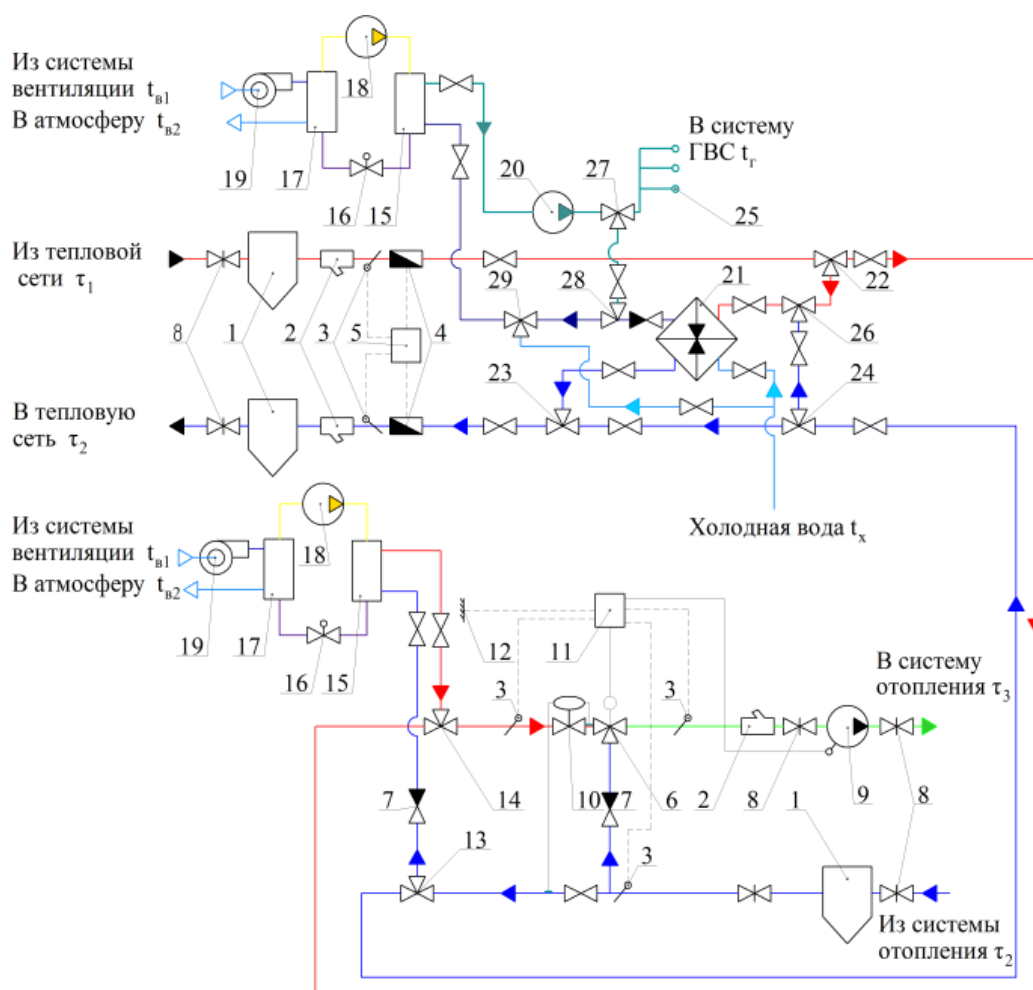 Из системы
вентиляции tв1
В атмосферу tв2
18
19
17
16
15
20
27
В систему
ГВС tг
25
Из тепловой
сети τ1
8
1
2
3
5
4
29
28
21
22
26
23
24
В тепловую
сеть τ2
Холодная вода tх
Из системы
вентиляции tв1
В атмосферу tв2
18
19
17
16
15
12
11
3
3
В систему
отопления τ3
7
14
10
7
6
2
8
9
1
8
13
3
Из системы
отопления τ2